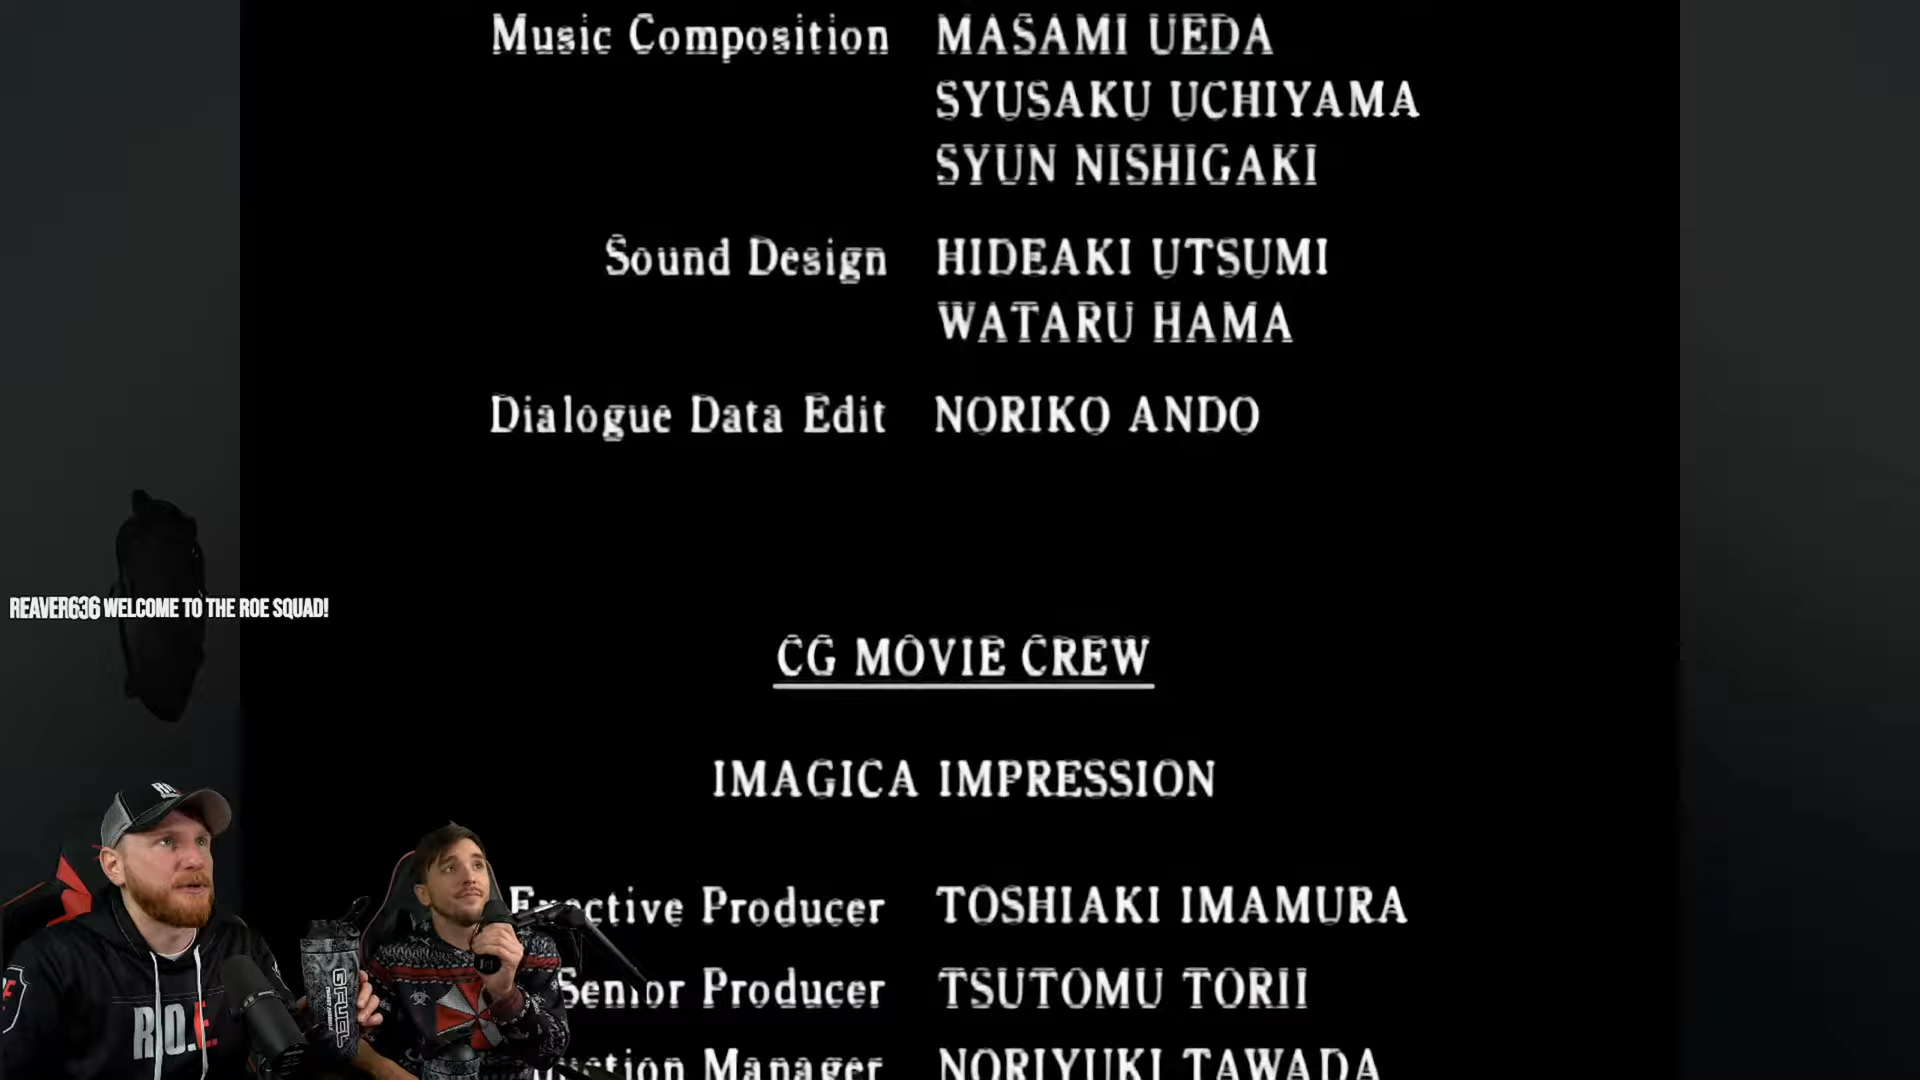 Music Composition MASAMI UEDA
SYUSAKU UCHIYAMA
SYUN NISHIGAKI
Sound Design HIDEAKI UTSUMI
WATARU HAMA
Dialogue Data Edit NORIKO ANDO
REAVER636 WELCOME TO THE ROE SQUAD!
CG MOVIE CREW
IMAGICA IMPRESSION
Producer TOSHIAKI IMAMURA
Senior Producer TSUTOMU TORII
Manager NORIYUKI TAWADA
R.O.E
G FUEL